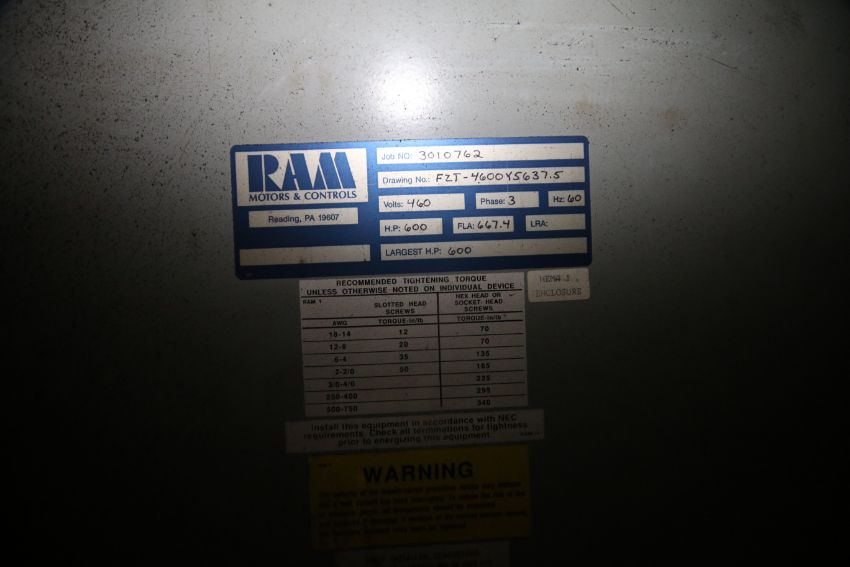 RAM
MOTORS & CONTROLS
Reading, PA 19607
Job NO: 3010762
Drawing No.: FZT-4600Y5637.5
Volts: 460 Phase: 3 Hz: 60
H.P: 600 FLA: 667.4 LRA:
LARGEST H.P: 600
RECOMMENDED TIGHTENING TORQUE
UNLESS OTHERWISE NOTED ON INDIVIDUAL DEVICE
RAM 1
SLOTTED HEAD SCREWS HEX HEAD OR SOCKET-HEAD SCREWS
AWG TORQUE-in/lb TORQUE-in/lb
18-14 12 70
12-8 20 70
6-4 35 135
2-2/0 50 165
3/0-4/0 225
250-400 295
500-750 340
NEMA 1
ENCLOSURE
Install this equipment in accordance with NEC
requirements. Check all terminations for tightness
prior to energizing this equipment.
WARNING